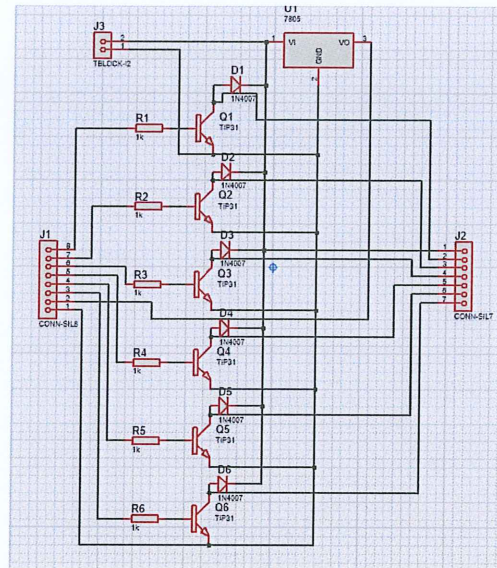 U1
7805
J3
2
1
TBLOCK-I2
1
VI
VO
3
GND
2
D1
1N4007
R1
1k
Q1
TIP31
D2
1N4007
R2
1k
Q2
TIP31
D3
1N4007
J1
8
7
6
5
4
3
2
1
CONN-SIL8
R3
1k
Q3
TIP31
J2
1
2
3
4
5
6
7
CONN-SIL7
D4
1N4007
R4
1k
Q4
TIP31
D5
1N4007
R5
1k
Q5
TIP31
D6
1N4007
R6
1k
Q6
TIP31